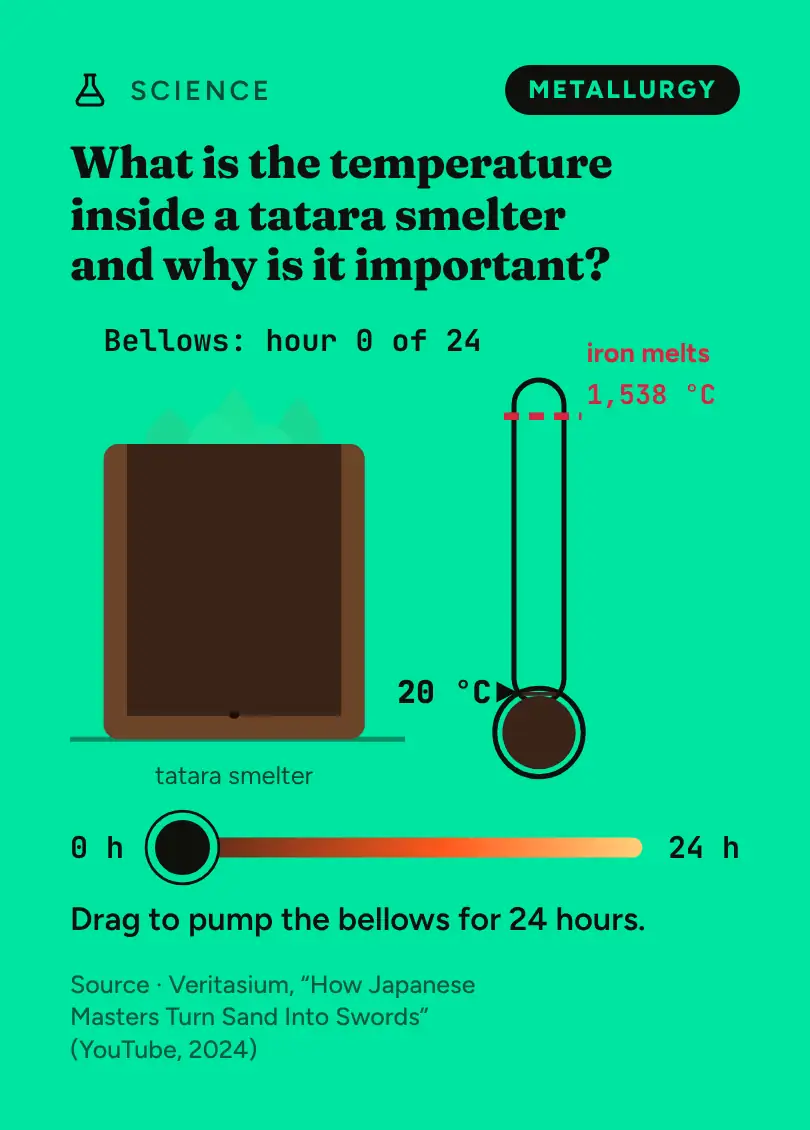 SCIENCE
METALLURGY
What is the temperature
inside a tatara smelter
and why is it important?
Bellows: hour 0 of 24
iron melts
1,538 °C
20 °C
tatara smelter
0 h
24 h
Drag to pump the bellows for 24 hours.
Source · Veritasium, “How Japanese
Masters Turn Sand Into Swords”
(YouTube, 2024)